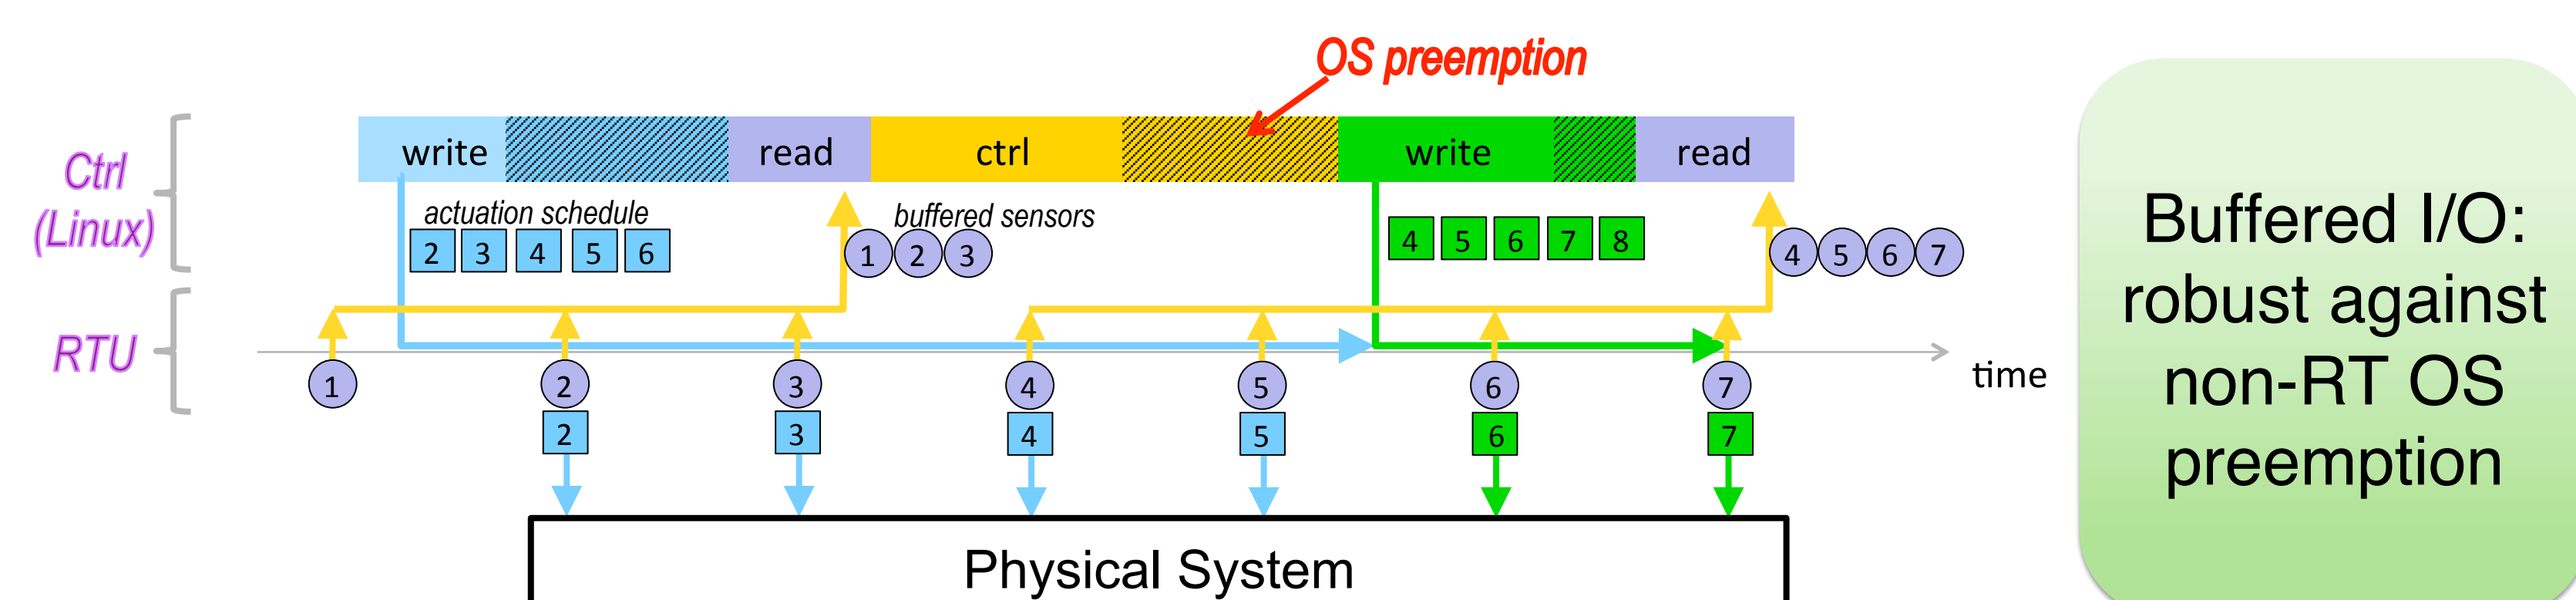 OS preemption
write read ctrl write read
Ctrl
(Linux)
actuation schedule
buffered sensors
2 3 4 5 6
1 2 3
4 5 6 7 8
4 5 6 7
RTU
time
1 2 3 4 5 6 7
2 3 4 5 6 7
Physical System
Buffered I/O:
robust against
non-RT OS
preemption